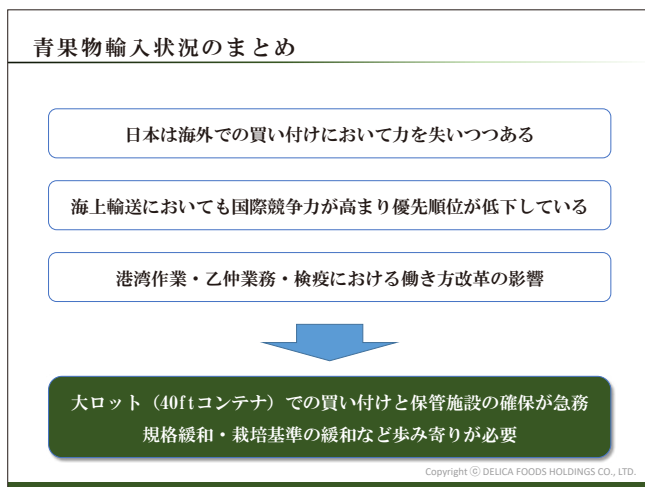 青果物輸入状況のまとめ
日本は海外での買い付けにおいて力を失いつつある
海上輸送においても国際競争力が高まり優先順位が低下している
港湾作業・乙仲業務・検疫における働き方改革の影響
大ロット（40ftコンテナ）での買い付けと保管施設の確保が急務
規格緩和・栽培基準の緩和など歩み寄りが必要
Copyright ⓒ DELICA FOODS HOLDINGS CO., LTD.